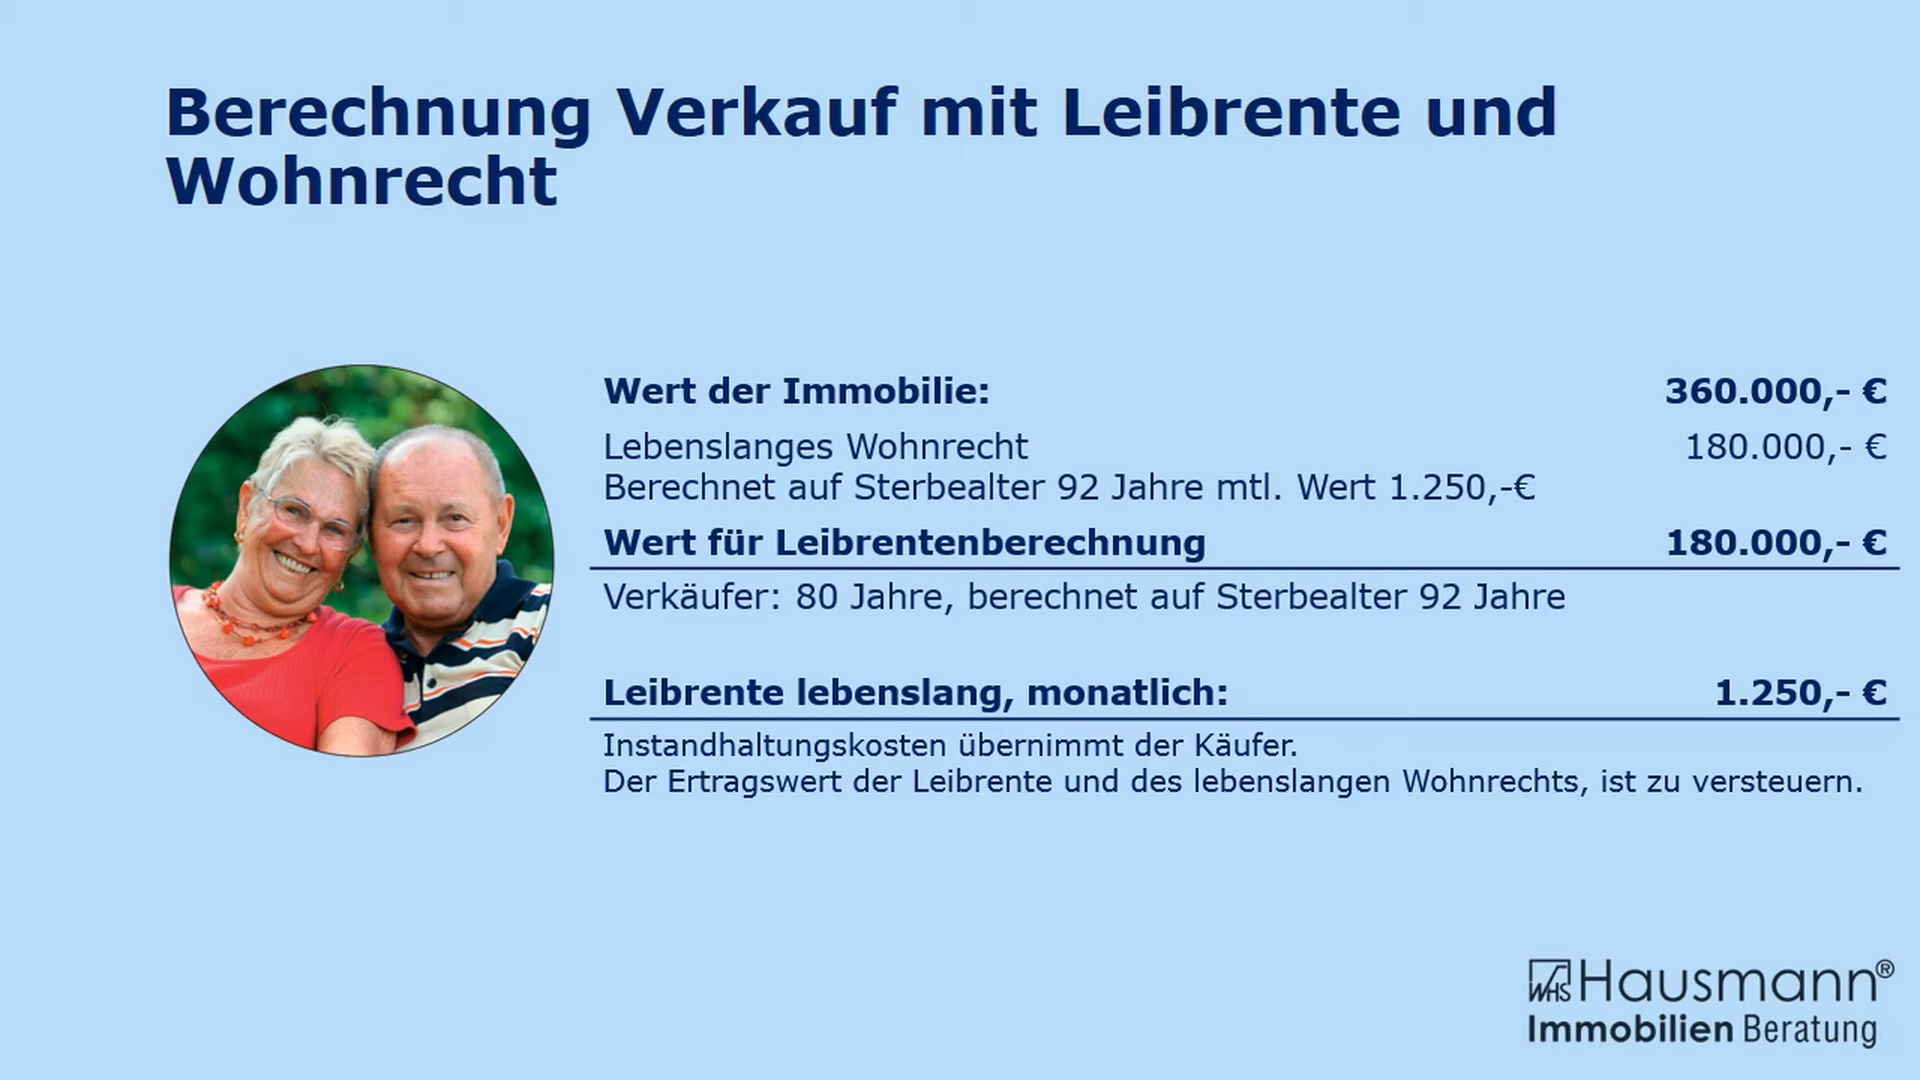 Berechnung Verkauf mit Leibrente und
Wohnrecht
Wert der Immobilie: 360.000,- €
Lebenslanges Wohnrecht 180.000,- €
Berechnet auf Sterbealter 92 Jahre mtl. Wert 1.250,-€
Wert für Leibrentenberechnung 180.000,- €
Verkäufer: 80 Jahre, berechnet auf Sterbealter 92 Jahre
Leibrente lebenslang, monatlich: 1.250,- €
Instandhaltungskosten übernimmt der Käufer.
Der Ertragswert der Leibrente und des lebenslangen Wohnrechts, ist zu versteuern.
WHS Hausmann®
Immobilien Beratung